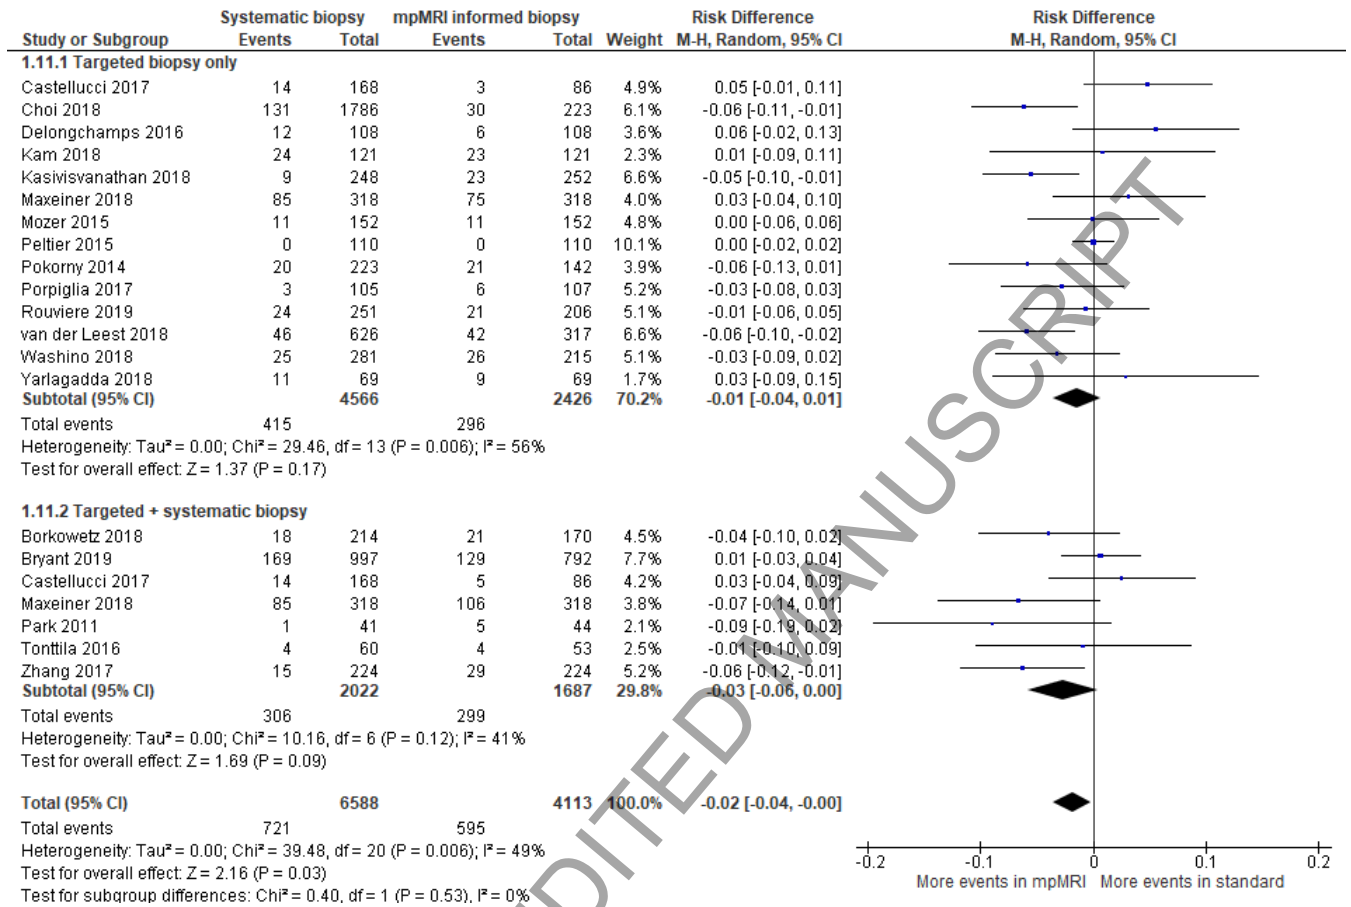 Systematic biopsy mpMRI informed biopsy Risk Difference Risk Difference
Study or Subgroup Events Total Events Total Weight M-H, Random, 95% CI M-H, Random, 95% CI
1.11.1 Targeted biopsy only
Castellucci 2017 14 168 3 86 4.9% 0.05 [-0.01, 0.11]
Choi 2018 131 1786 30 223 6.1% -0.06 [-0.11, -0.01]
Delongchamps 2016 12 108 6 108 3.6% 0.06 [-0.02, 0.13]
Kam 2018 24 121 23 121 2.3% 0.01 [-0.09, 0.11]
Kasivisvanathan 2018 9 248 23 252 6.6% -0.05 [-0.10, -0.01]
Maxeiner 2018 85 318 75 318 4.0% 0.03 [-0.04, 0.10]
Mozer 2015 11 152 11 152 4.8% 0.00 [-0.06, 0.06]
Peltier 2015 0 110 0 110 10.1% 0.00 [-0.02, 0.02]
Pokorny 2014 20 223 21 142 3.9% -0.06 [-0.13, 0.01]
Porpiglia 2017 3 105 6 107 5.2% -0.03 [-0.08, 0.03]
Rouviere 2019 24 251 21 206 5.1% -0.01 [-0.06, 0.05]
van der Leest 2018 46 626 42 317 6.6% -0.06 [-0.10, -0.02]
Washino 2018 25 281 26 215 5.1% -0.03 [-0.09, 0.02]
Yarlagadda 2018 11 69 9 69 1.7% 0.03 [-0.09, 0.15]
Subtotal (95% CI) 4566 2426 70.2% -0.01 [-0.04, 0.01]
Total events 415 296
Heterogeneity: Tau² = 0.00; Chi² = 29.46, df = 13 (P = 0.006); I² = 56%
Test for overall effect: Z = 1.37 (P = 0.17)
1.11.2 Targeted + systematic biopsy
Borkowetz 2018 18 214 21 170 4.5% -0.04 [-0.10, 0.02]
Bryant 2019 169 997 129 792 7.7% 0.01 [-0.03, 0.04]
Castellucci 2017 14 168 5 86 4.2% 0.03 [-0.04, 0.09]
Maxeiner 2018 85 318 106 318 3.8% -0.07 [-0.14, 0.01]
Park 2011 1 41 5 44 2.1% -0.09 [-0.19, 0.02]
Tonttila 2016 4 60 4 53 2.5% -0.01 [-0.10, 0.09]
Zhang 2017 15 224 29 224 5.2% -0.06 [-0.12, -0.01]
Subtotal (95% CI) 2022 1687 29.8% -0.03 [-0.06, 0.00]
Total events 306 299
Heterogeneity: Tau² = 0.00; Chi² = 10.16, df = 6 (P = 0.12); I² = 41%
Test for overall effect: Z = 1.69 (P = 0.09)
Total (95% CI) 6588 4113 100.0% -0.02 [-0.04, -0.00]
Total events 721 595
Heterogeneity: Tau² = 0.00; Chi² = 39.48, df = 20 (P = 0.006); I² = 49%
Test for overall effect: Z = 2.16 (P = 0.03)
Test for subgroup differences: Chi² = 0.40, df = 1 (P = 0.53), I² = 0%
-0.2 -0.1 0 0.1 0.2
More events in mpMRI More events in standard
EDITED MANUSCRIPT